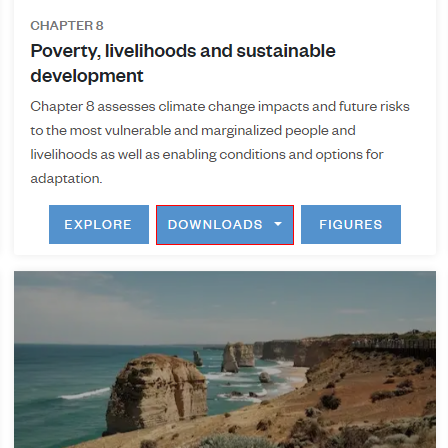 CHAPTER 8
Poverty, livelihoods and sustainable
development
Chapter 8 assesses climate change impacts and future risks
to the most vulnerable and marginalized people and
livelihoods as well as enabling conditions and options for
adaptation.
EXPLORE DOWNLOADS FIGURES